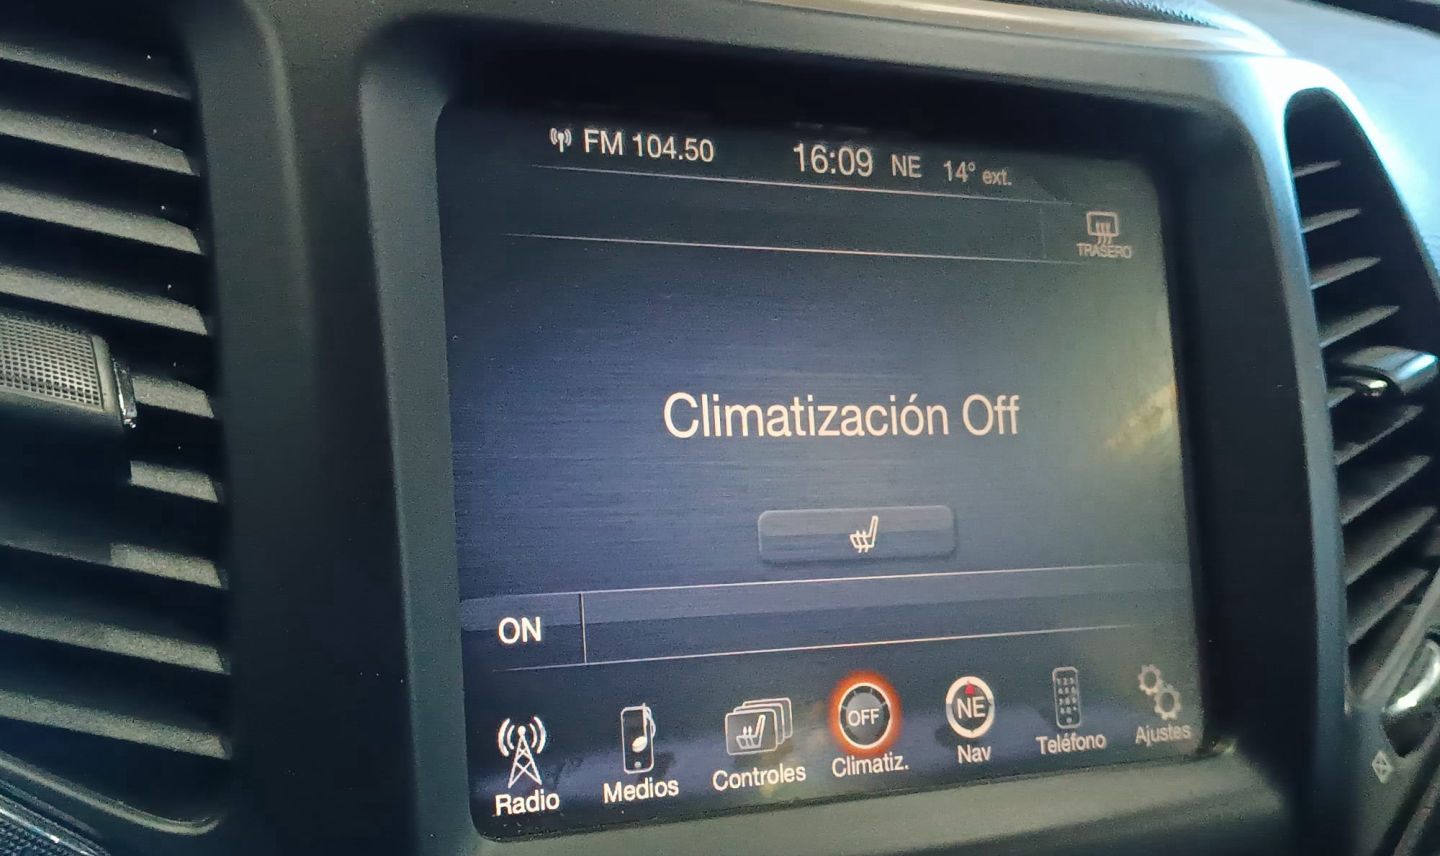 FM 104.50 16:09 NE 14° ext.
TRASERO
Climatización Off
ON
OFF NE
Radio Medios Controles Climatiz. Nav Teléfono Ajustes